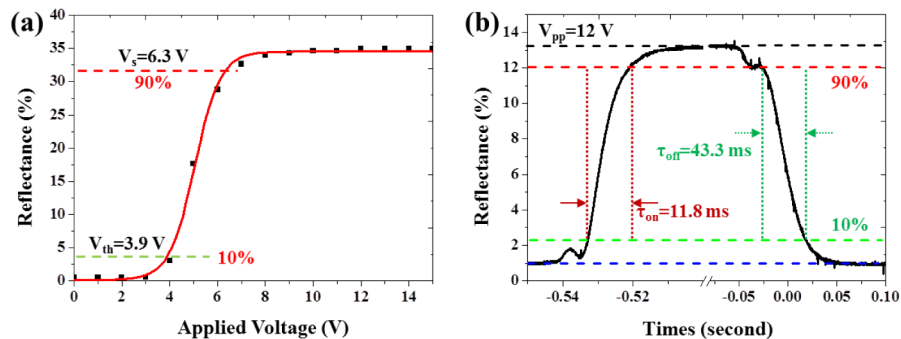 (a)
40
35
30
25
20
15
10
5
0
Reflectance (%)
Vs=6.3 V
90%
Vth=3.9 V
10%
0 2 4 6 8 10 12 14
Applied Voltage (V)
(b)
14
12
10
8
6
4
2
0
Reflectance (%)
Vpp=12 V
90%
τoff=43.3 ms
τon=11.8 ms
10%
-0.54 -0.52 -0.05 0.00 0.05 0.10
Times (second)